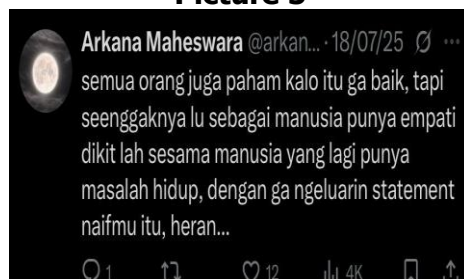 Picture 3
Arkana Maheswara @arkan... · 18/07/25
semua orang juga paham kalo itu ga baik, tapi
seenggaknya lu sebagai manusia punya empati
dikit lah sesama manusia yang lagi punya
masalah hidup, dengan ga ngeluarin statement
naifmu itu, heran...
1 12 4K